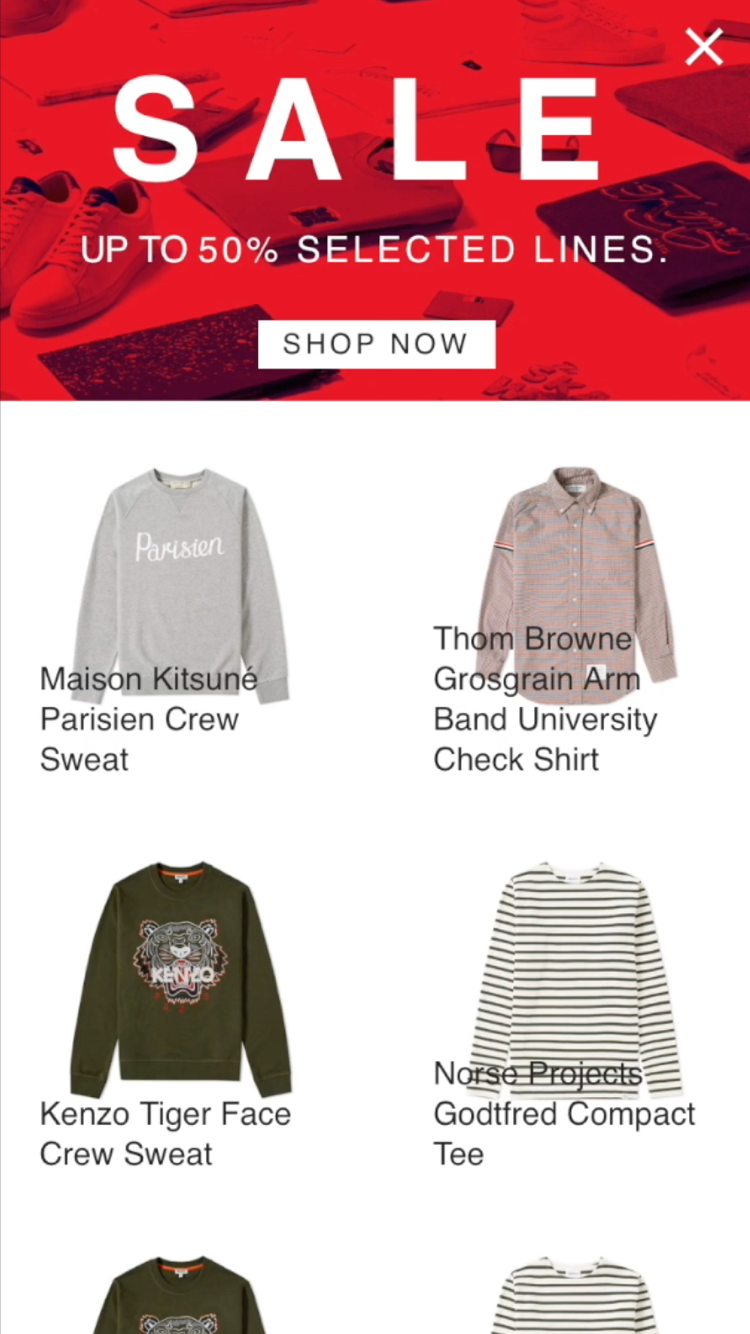 SALE
UP TO 50% SELECTED LINES.
SHOP NOW
Parisien
Maison Kitsuné
Parisien Crew
Sweat
Thom Browne
Grosgrain Arm
Band University
Check Shirt
KENZO
PARIS
Kenzo Tiger Face
Crew Sweat
Norse Projects
Godtfred Compact
Tee